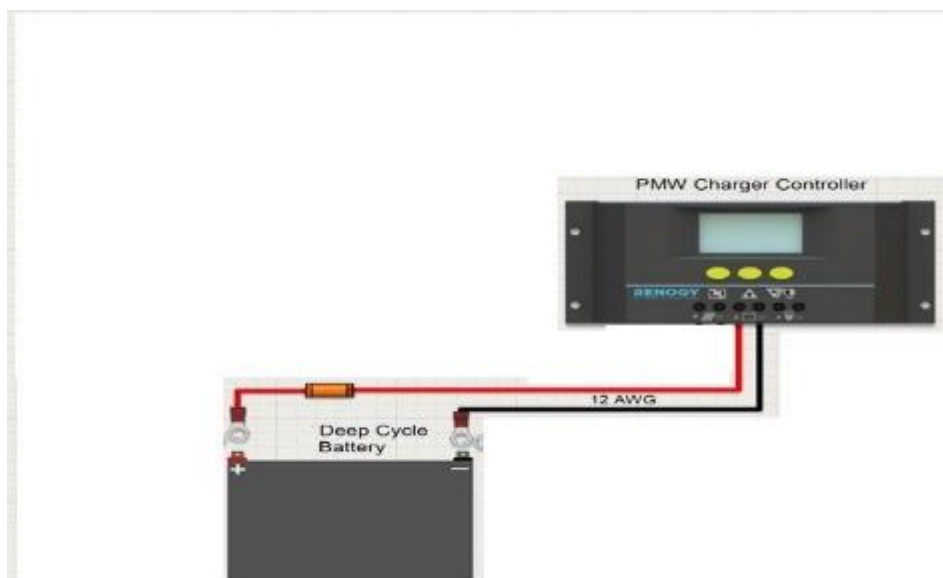 PMW Charger Controller
RENOGY
12 AWG
Deep Cycle
Battery
+
−